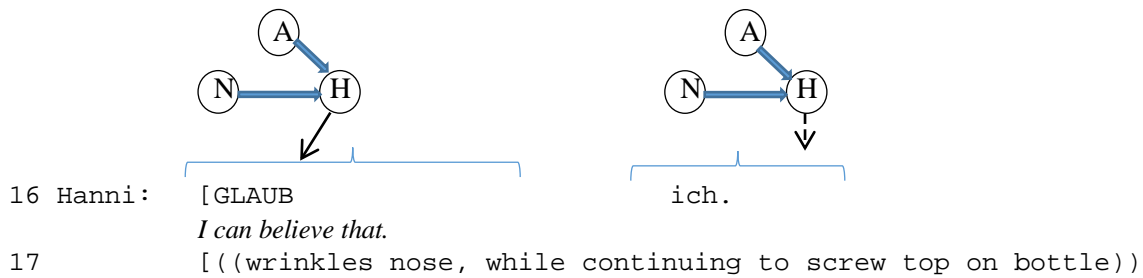 A A
N H N H
16 Hanni: [GLAUB ich.
I can believe that.
17 [((wrinkles nose, while continuing to screw top on bottle))